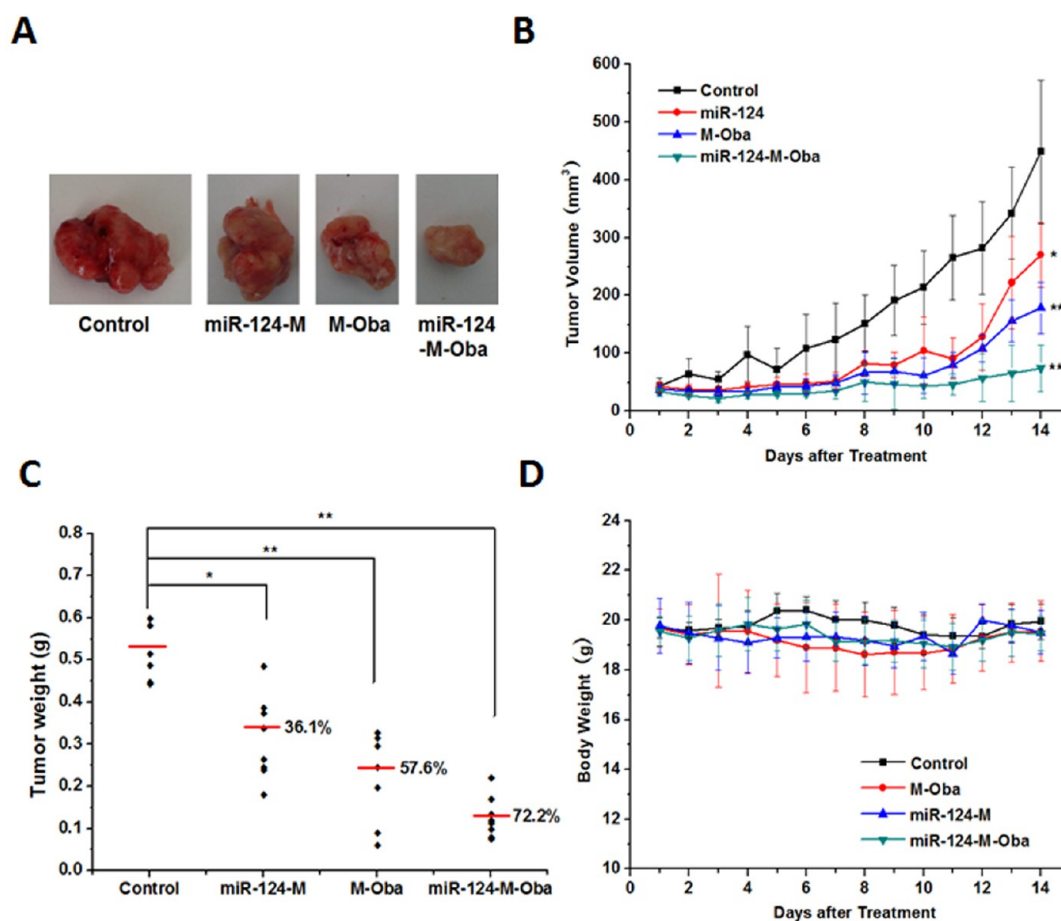 A
Control
miR-124-M
M-Oba
miR-124
-M-Oba
B
Tumor Volume (mm³)
600
500
400
300
200
100
0
Control
miR-124
M-Oba
miR-124-M-Oba
*
**
**
0 2 4 6 8 10 12 14
Days after Treatment
C
Tumor weight (g)
0.8
0.7
0.6
0.5
0.4
0.3
0.2
0.1
0.0
**
**
*
36.1%
57.6%
72.2%
Control miR-124-M M-Oba miR-124-M-Oba
D
Body Weight (g)
24
22
20
18
16
14
12
10
Control
M-Oba
miR-124-M
miR-124-M-Oba
0 2 4 6 8 10 12 14
Days after Treatment